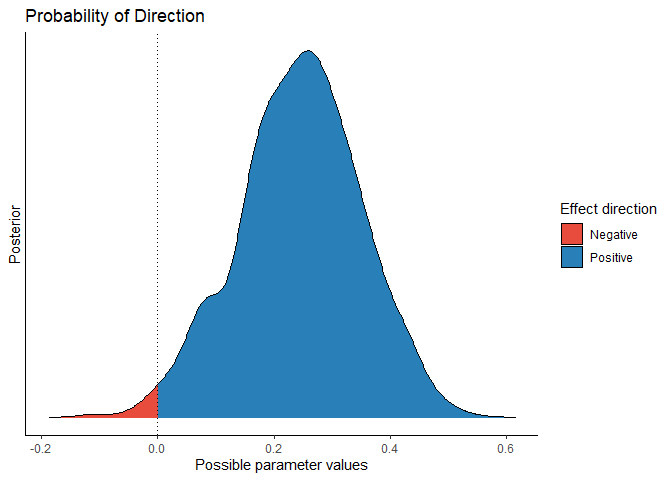 Probability of Direction
Posterior
Effect direction
Negative
Positive
-0.2
0.0
0.2
0.4
0.6
Possible parameter values